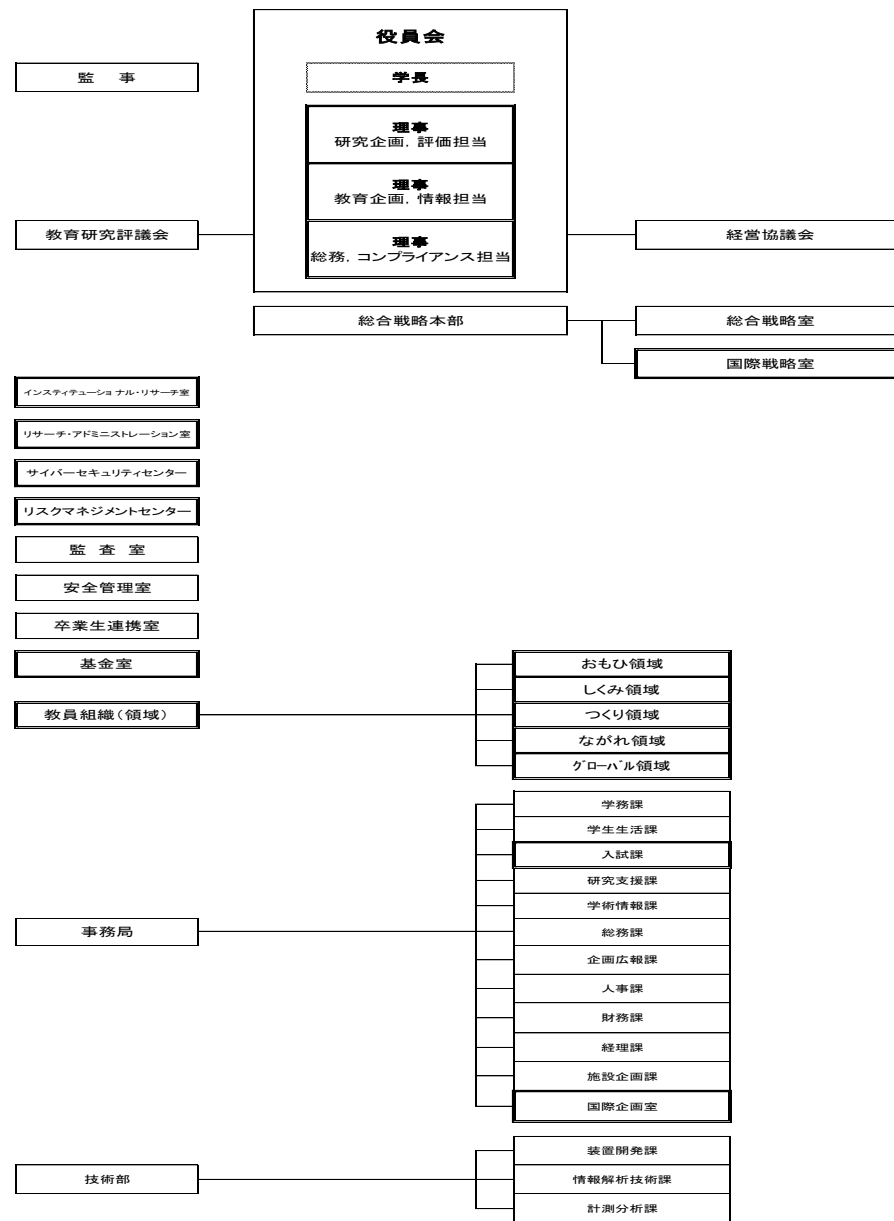 役員会
監　事
学長
理事
研究企画，評価担当
理事
教育企画，情報担当
教育研究評議会
理事
総務，コンプライアンス担当
経営協議会
総合戦略本部
総合戦略室
国際戦略室
インスティテューショナル・リサーチ室
リサーチ・アドミニストレーション室
サイバーセキュリティセンター
リスクマネジメントセンター
監　査　室
安全管理室
卒業生連携室
基金室
おもひ領域
しくみ領域
教員組織（領域）
つくり領域
ながれ領域
ｸﾞﾛｰﾊﾞﾙ領域
学務課
学生生活課
入試課
研究支援課
学術情報課
事務局
総務課
企画広報課
人事課
財務課
経理課
施設企画課
国際企画室
装置開発課
技術部
情報解析技術課
計測分析課